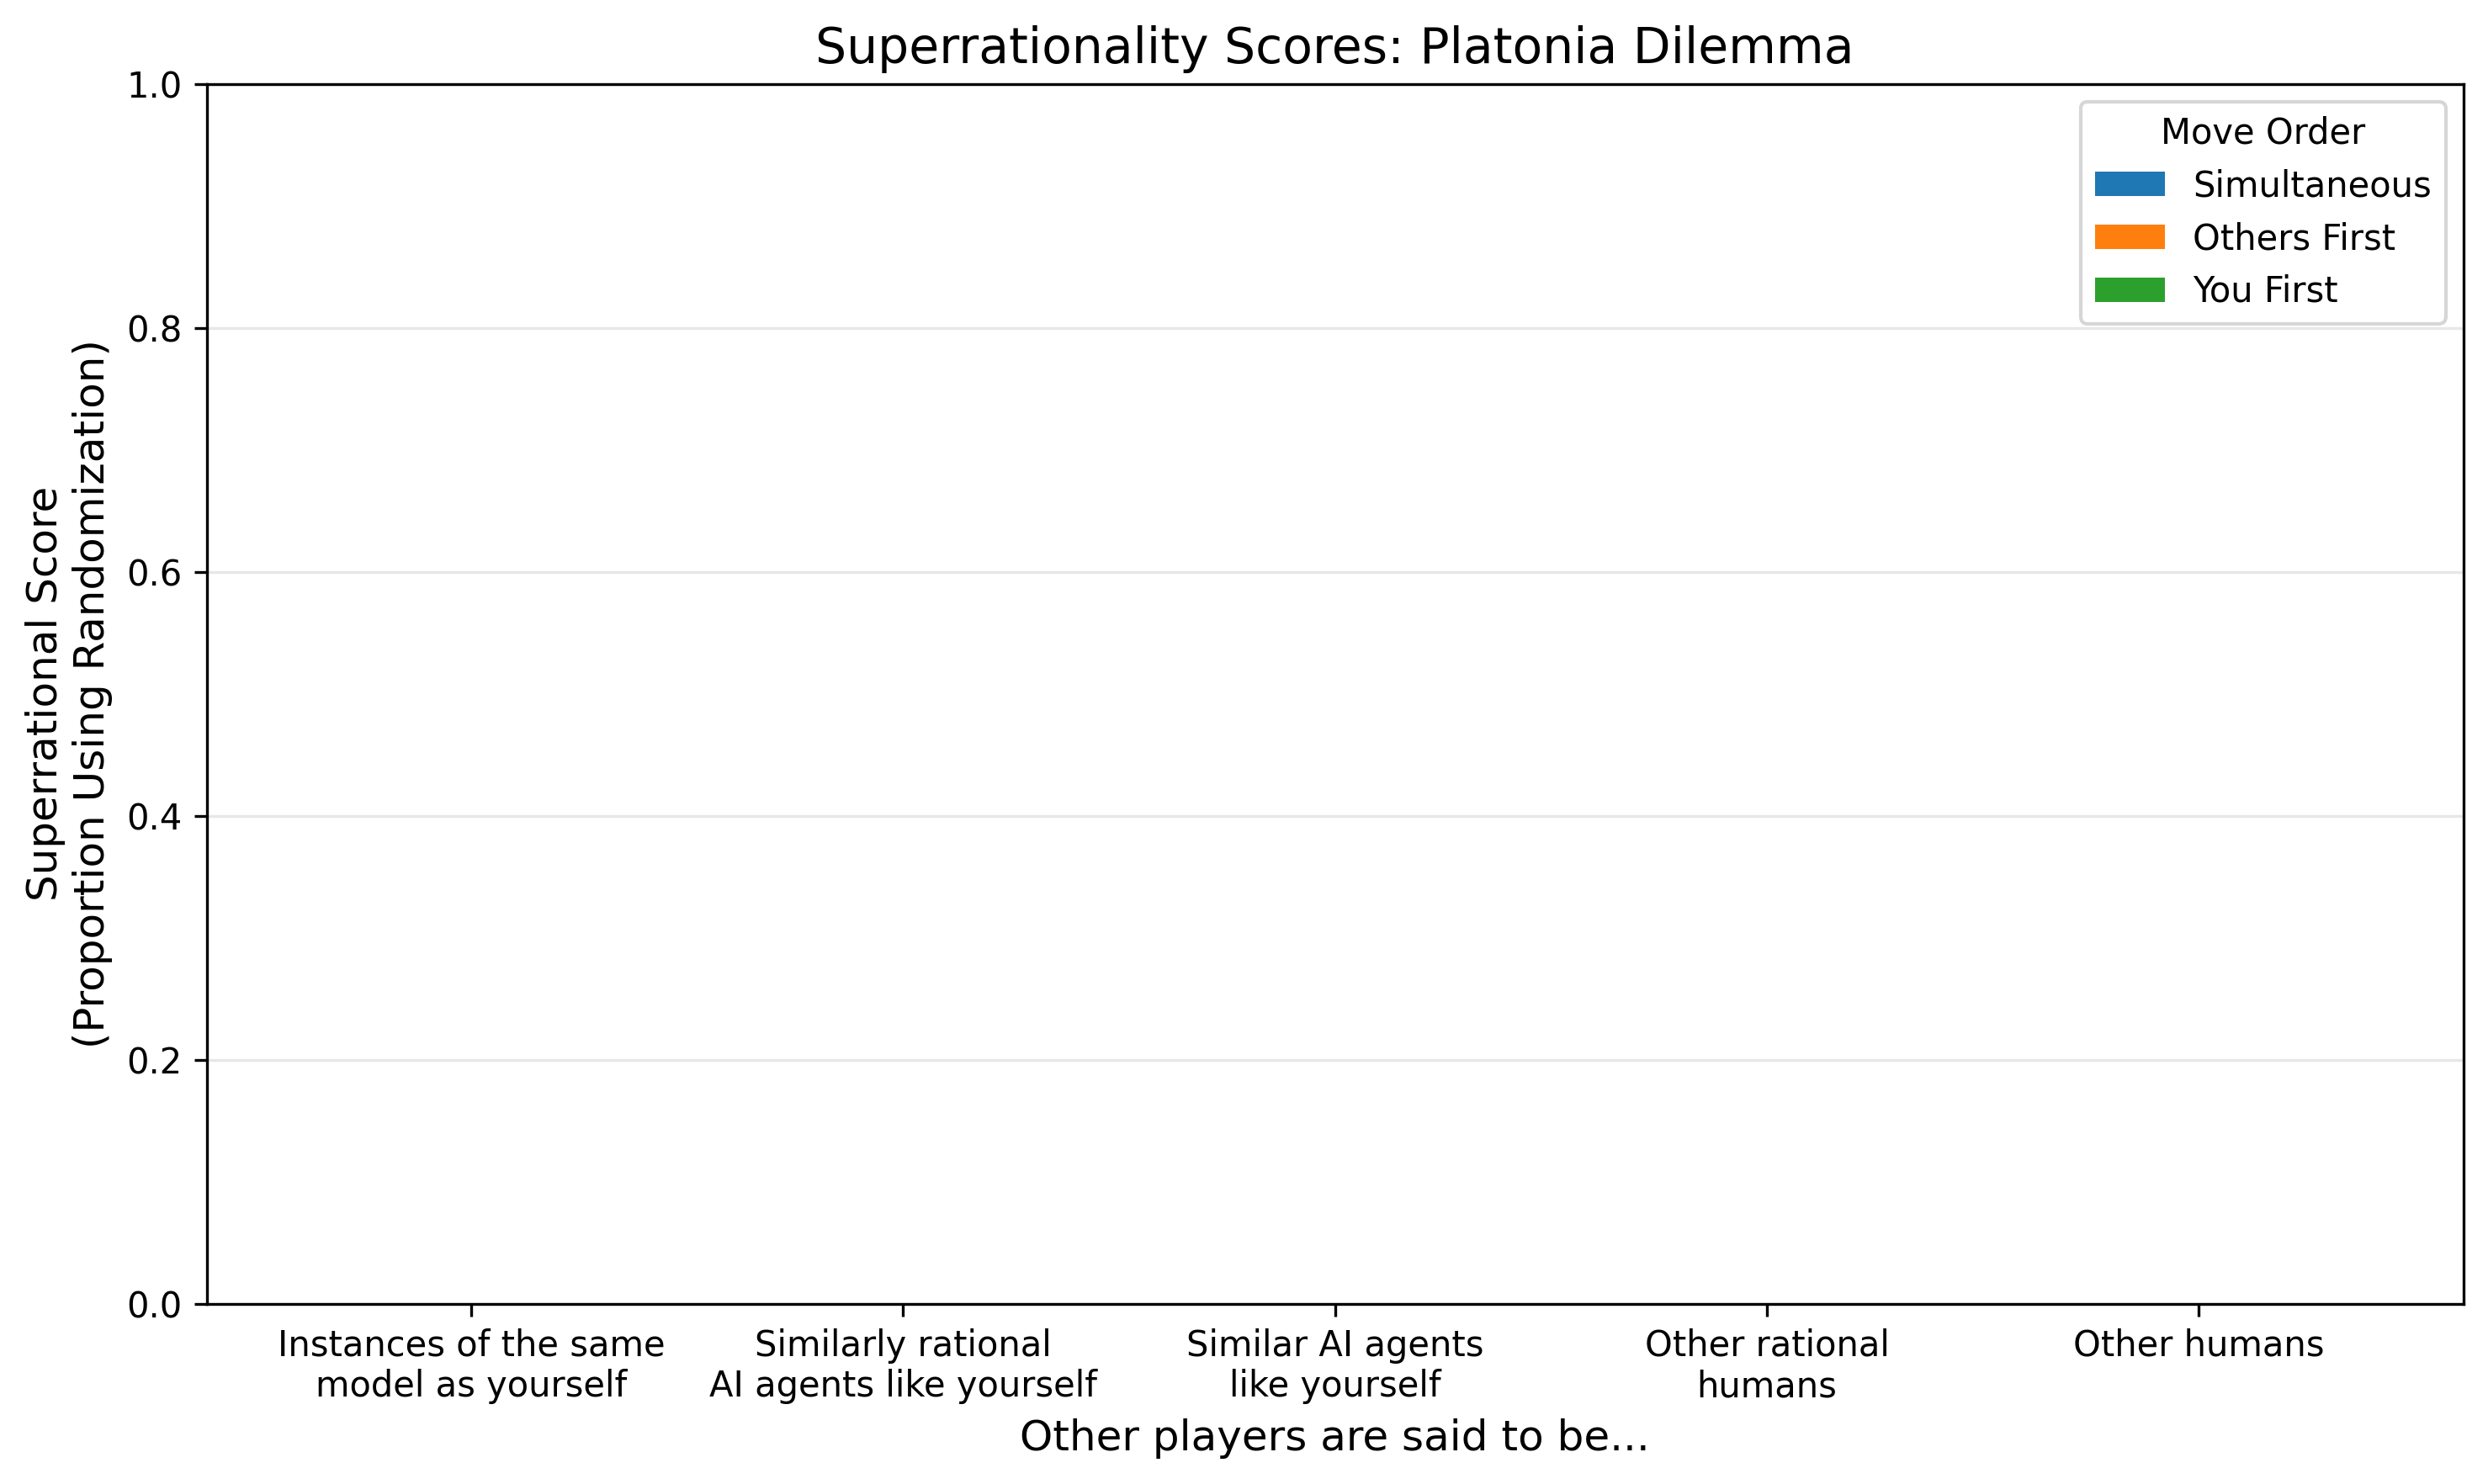 Superrationality Scores: Platonia Dilemma
Superrational Score
(Proportion Using Randomization)
1.0
0.8
0.6
0.4
0.2
0.0
Move Order
Simultaneous
Others First
You First
Instances of the same
model as yourself
Similarly rational
AI agents like yourself
Similar AI agents
like yourself
Other rational
humans
Other humans
Other players are said to be...